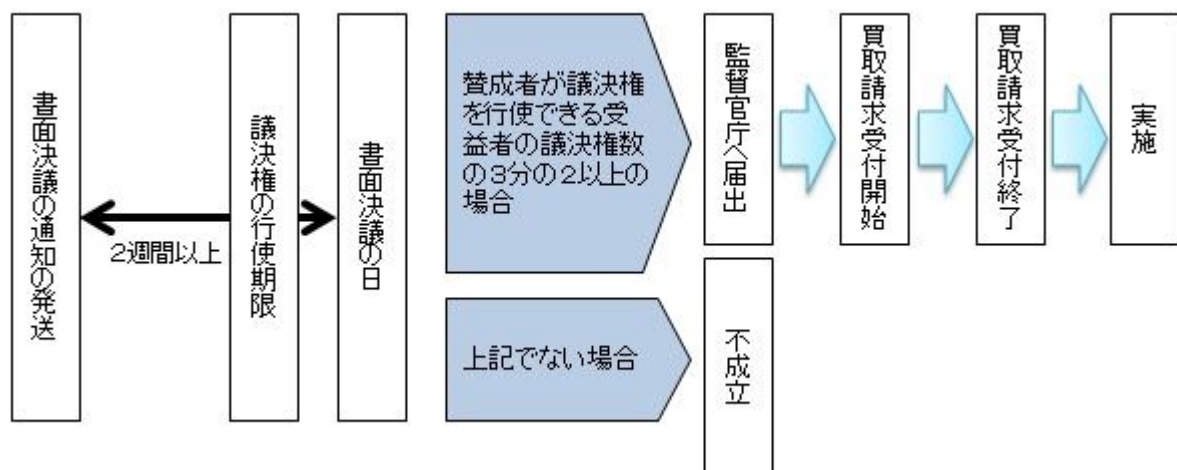 書面決議の通知の発送
2週間以上
議決権の行使期限
書面決議の日
賛成者が議決権
を行使できる受
益者の議決権数
の3分の2以上の
場合
監督官庁へ届出
買取請求受付開始
買取請求受付終了
実施
上記でない場合
不成立